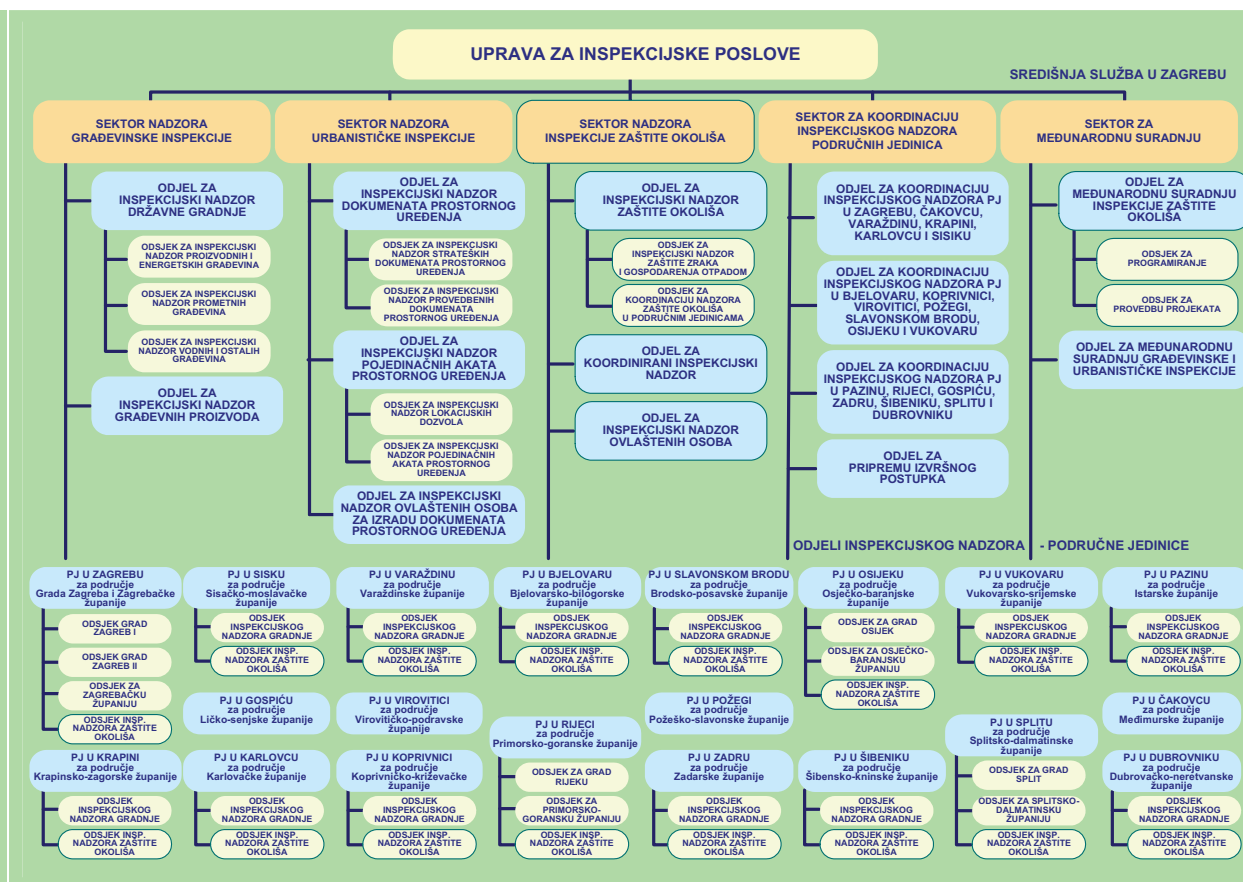 UPRAVA ZA INSPEKCIJSKE POSLOVE
SREDIŠNJA SLUŽBA U ZAGREBU
SEKTOR NADZORA
GRAĐEVINSKE INSPEKCIJE
ODJEL ZA
INSPEKCIJSKI NADZOR
DRŽAVNE GRADNJE
ODSJEK ZA INSPEKCIJSKI
NADZOR PROIZVODNIH I
ENERGETSKIH GRAĐEVINA
ODSJEK ZA INSPEKCIJSKI
NADZOR PROMETNIH
GRAĐEVINA
ODSJEK ZA INSPEKCIJSKI
NADZOR VODNIH I OSTALIH
GRAĐEVINA
ODJEL ZA
INSPEKCIJSKI NADZOR
GRAĐEVNIH PROIZVODA
SEKTOR NADZORA
URBANISTIČKE INSPEKCIJE
ODJEL ZA
INSPEKCIJSKI NADZOR
DOKUMENATA PROSTORNOG
UREĐENJA
ODSJEK ZA INSPEKCIJSKI
NADZOR STRATEŠKIH
DOKUMENATA PROSTORNOG
UREĐENJA
ODSJEK ZA INSPEKCIJSKI
NADZOR PROVEDBENIH
DOKUMENATA
PROSTORNOG UREĐENJA
ODJEL ZA
INSPEKCIJSKI NADZOR
POJEDINAČNIH AKATA
PROSTORNOG UREĐENJA
ODSJEK ZA INSPEKCIJSKI
NADZOR LOKACIJSKIH
DOZVOLA
ODSJEK ZA INSPEKCIJSKI
NADZOR POJEDINAČNIH
AKATA PROSTORNOG
UREĐENJA
ODJEL ZA INSPEKCIJSKI
NADZOR OVLAŠTENIH OSOBA
ZA IZRADU DOKUMENATA
PROSTORNOG UREĐENJA
SEKTOR NADZORA
INSPEKCIJE ZAŠTITE OKOLIŠA
ODJEL ZA
INSPEKCIJSKI NADZOR
ZAŠTITE OKOLIŠA
ODSJEK ZA
INSPEKCIJSKI NADZOR
ZAŠTITE ZRAKA
I GOSPODARENJA OTPADOM
ODSJEK ZA
KOORDINACIJU NADZORA
ZAŠTITE OKOLIŠA
U PODRUČNIM JEDINICAMA
ODJEL ZA
KOORDINIRANI INSPEKCIJSKI
NADZOR
ODJEL ZA
INSPEKCIJSKI NADZOR
OVLAŠTENIH OSOBA
SEKTOR ZA KOORDINACIJU
INSPEKCIJSKOG NADZORA
PODRUČNIH JEDINICA
ODJEL ZA KOORDINACIJU
INSPEKCIJSKOG NADZORA PJ
U ZAGREBU, ČAKOVCU,
VARAŽDINU, KRAPINI,
KARLOVCU I SISIKU
ODJEL ZA KOORDINACIJU
INSPEKCIJSKOG NADZORA PJ
U BJELOVARU, KOPRIVNICI,
VIROVITICI, POŽEGI,
SLAVONSKOM BRODU,
OSIJEKU I VUKOVARU
ODJEL ZA KOORDINACIJU
INSPEKCIJSKOG NADZORA PJ
U PAZINU, RIJECI, GOSPIĆU,
ZADRU, ŠIBENIKU, SPLITU I
DUBROVNIKU
ODJEL ZA
PRIPREMU IZVRŠNOG
POSTUPKA
SEKTOR ZA
MEĐUNARODNU SURADNJU
ODJEL ZA
MEĐUNARODNU SURADNJU
INSPEKCIJE ZAŠTITE
OKOLIŠA
ODSJEK ZA
PROGRAMIRANJE
ODSJEK ZA
PROVEDBU PROJEKATA
ODJEL ZA MEĐUNARODNU
SURADNJU GRAĐEVINSKE I
URBANISTIČKE INSPEKCIJE
ODJELI INSPEKCIJSKOG NADZORA - PODRUČNE JEDINICE
PJ U ZAGREBU
za područje
Grada Zagreba i Zagrebačke
županije
ODSJEK GRAD
ZAGREB I
ODSJEK GRAD
ZAGREB II
ODSJEK ZA
ZAGREBAČKU
ŽUPANIJU
ODSJEK INSP.
NADZORA ZAŠTITE
OKOLIŠA
PJ U SISKU
za područje
Sisačko-moslavačke
županije
ODSJEK
INSPEKCIJSKOG
NADZORA GRADNJE
ODSJEK INSP.
NADZORA ZAŠTITE
OKOLIŠA
PJ U VARAŽDINU
za područje
Varaždinske županije
ODSJEK
INSPEKCIJSKOG
NADZORA GRADNJE
ODSJEK INSP.
NADZORA ZAŠTITE
OKOLIŠA
PJ U BJELOVARU
za područje
Bjelovarsko-bilogorske
županije
ODSJEK
INSPEKCIJSKOG
NADZORA GRADNJE
ODSJEK INSP.
NADZORA ZAŠTITE
OKOLIŠA
PJ U SLAVONSKOM BRODU
za područje
Brodsko-posavske županije
ODSJEK
INSPEKCIJSKOG
NADZORA GRADNJE
ODSJEK INSP.
NADZORA ZAŠTITE
OKOLIŠA
PJ U OSIJEKU
za područje
Osječko-baranjske
županije
ODSJEK ZA GRAD
OSIJEK
ODSJEK ZA OSJEČKO-
BARANJSKU
ŽUPANIJU
ODSJEK INSP.
NADZORA ZAŠTITE
OKOLIŠA
PJ U VUKOVARU
za područje
Vukovarsko-srijemske
županije
ODSJEK
INSPEKCIJSKOG
NADZORA GRADNJE
ODSJEK INSP.
NADZORA ZAŠTITE
OKOLIŠA
PJ U PAZINU
za područje
Istarske županije
ODSJEK
INSPEKCIJSKOG
NADZORA GRADNJE
ODSJEK INSP.
NADZORA ZAŠTITE
OKOLIŠA
PJ U GOSPIĆU
za područje
Ličko-senjske županije
PJ U VIROVITICI
za područje
Virovitičko-podravske
županije
PJ U RIJECI
za područje
Primorsko-goranske županije
ODSJEK ZA GRAD
RIJEKU
ODSJEK ZA
PRIMORSKO-
GORANSKU ŽUPANIJU
ODSJEK INSP.
NADZORA ZAŠTITE
OKOLIŠA
PJ U POŽEGI
za područje
Požeško-slavonske županije
PJ U SPLITU
za područje
Splitsko-dalmatinske
županije
ODSJEK ZA GRAD
SPLIT
ODSJEK ZA SPLITSKO-
DALMATINSKU
ŽUPANIJU
ODSJEK INSP.
NADZORA ZAŠTITE
OKOLIŠA
PJ U ČAKOVCU
za područje
Međimurske županije
PJ U KRAPINI
za područje
Krapinsko-zagorske županije
ODSJEK
INSPEKCIJSKOG
NADZORA GRADNJE
ODSJEK INSP.
NADZORA ZAŠTITE
OKOLIŠA
PJ U KARLOVCU
za područje
Karlovačke županije
ODSJEK
INSPEKCIJSKOG
NADZORA GRADNJE
ODSJEK INSP.
NADZORA ZAŠTITE
OKOLIŠA
PJ U KOPRIVNICI
za područje
Koprivničko-križevačke
županije
ODSJEK
INSPEKCIJSKOG
NADZORA GRADNJE
ODSJEK INSP.
NADZORA ZAŠTITE
OKOLIŠA
PJ U ZADRU
za područje
Zadarske županije
ODSJEK
INSPEKCIJSKOG
NADZORA GRADNJE
ODSJEK INSP.
NADZORA ZAŠTITE
OKOLIŠA
PJ U ŠIBENIKU
za područje
Šibensko-kninske županije
ODSJEK
INSPEKCIJSKOG
NADZORA GRADNJE
ODSJEK INSP.
NADZORA ZAŠTITE
OKOLIŠA
PJ U DUBROVNIKU
za područje
Dubrovačko-neretvanske
županije
ODSJEK
INSPEKCIJSKOG
NADZORA GRADNJE
ODSJEK INSP.
NADZORA ZAŠTITE
OKOLIŠA